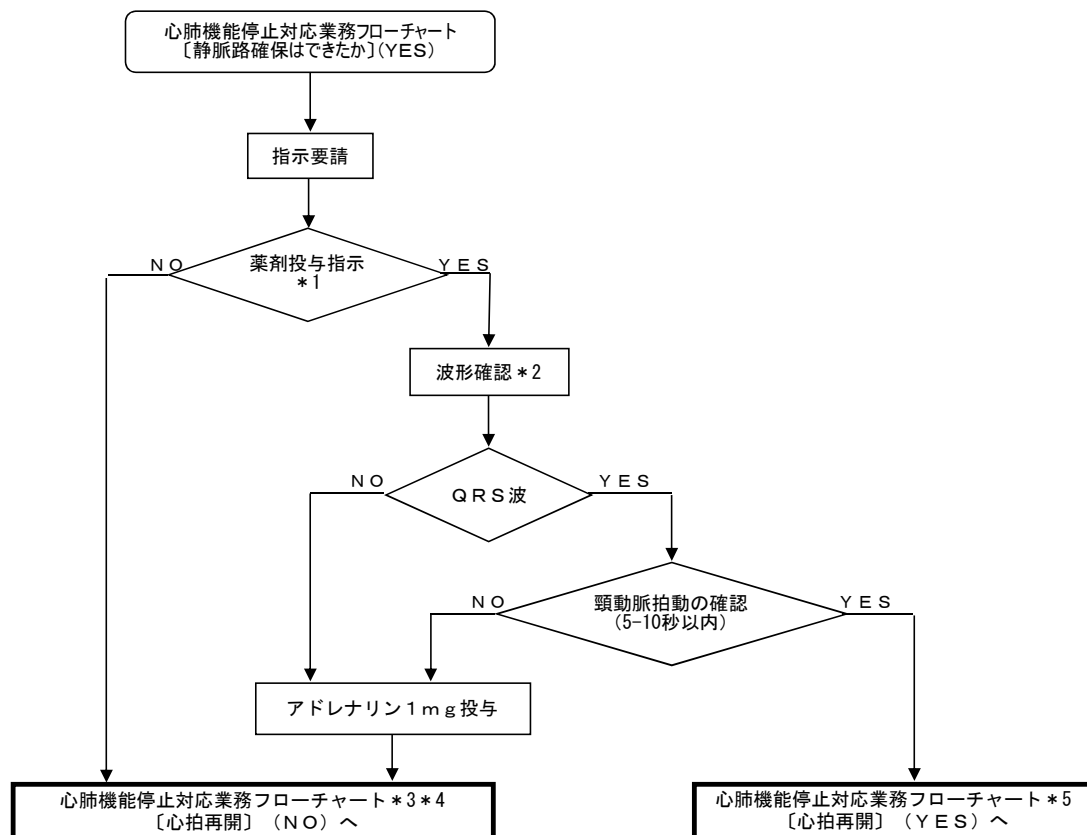 心肺機能停止対応業務フローチャート
〔静脈路確保はできたか〕(YES)
指示要請
NO
薬剤投与指示
*1
YES
波形確認*2
NO
QRS波
YES
NO
頸動脈拍動の確認
(5-10秒以内)
YES
アドレナリン1mg投与
心肺機能停止対応業務フローチャート*3*4
〔心拍再開〕(NO)へ
心肺機能停止対応業務フローチャート*5
〔心拍再開〕(YES)へ